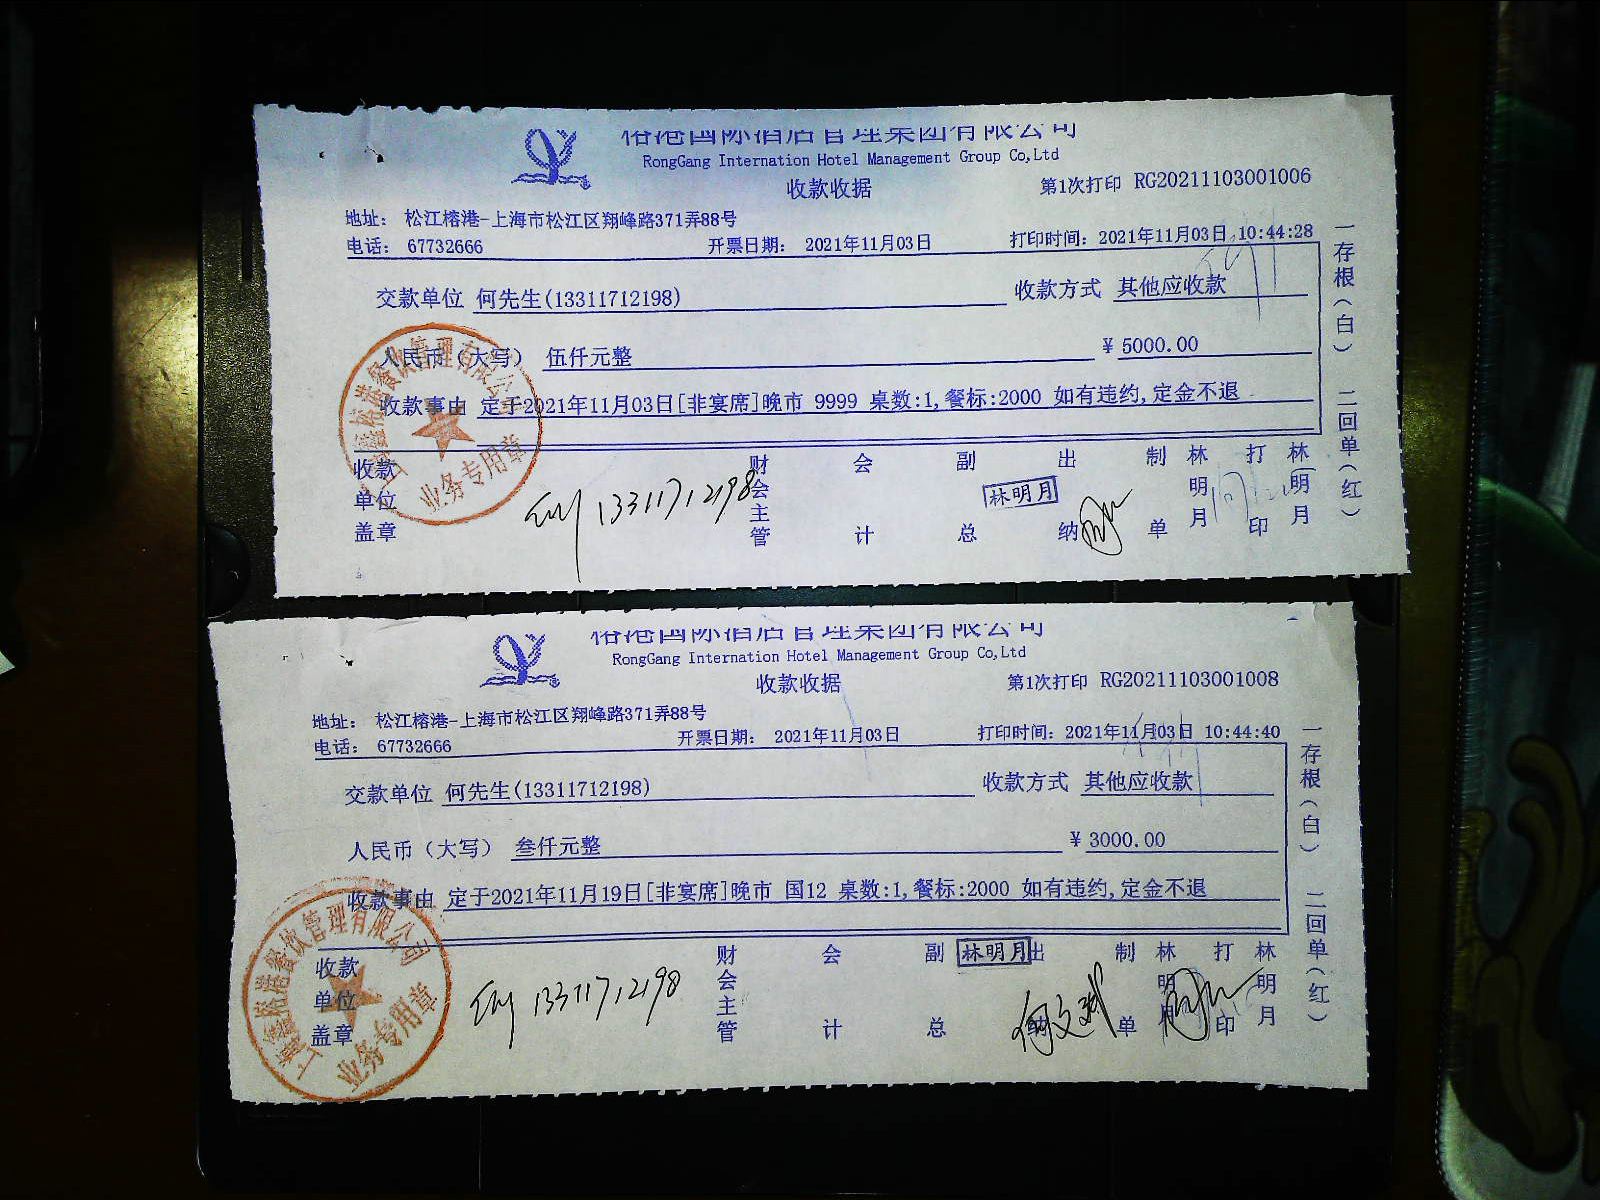 榕港国际酒店管理集团有限公司
RongGang Internation Hotel Management Group Co,Ltd
收款收据
第1次打印 RG20211103001006
地址: 松江榕港-上海市松江区翔峰路371弄88号
电话: 67732666 开票日期: 2021年11月03日 打印时间: 2021年11月03日 10:44:28
交款单位 何先生(13311712198) 收款方式 其他应收款
人民币（大写） 伍仟元整 ¥ 5000.00
收款事由 定于2021年11月03日[非宴席]晚市 9999 桌数:1,餐标:2000 如有违约,定金不退
收款单位盖章 13311712198 财会主管 会计 副总 林明月 出纳 制单 林明月 打印 林明月
一存根(白) 二回单(红)
业务专用章
榕港国际酒店管理集团有限公司
RongGang Internation Hotel Management Group Co,Ltd
收款收据
第1次打印 RG20211103001008
地址: 松江榕港-上海市松江区翔峰路371弄88号
电话: 67732666 开票日期: 2021年11月03日 打印时间: 2021年11月03日 10:44:40
交款单位 何先生(13311712198) 收款方式 其他应收款
人民币（大写） 叁仟元整 ¥ 3000.00
收款事由 定于2021年11月19日[非宴席]晚市 国12 桌数:1,餐标:2000 如有违约,定金不退
收款单位盖章 13311712198 财会主管 会计 副总 林明月 出纳 制单 林明月 打印 林明月
一存根(白) 二回单(红)
上海鑫榕港餐饮管理有限公司
业务专用章